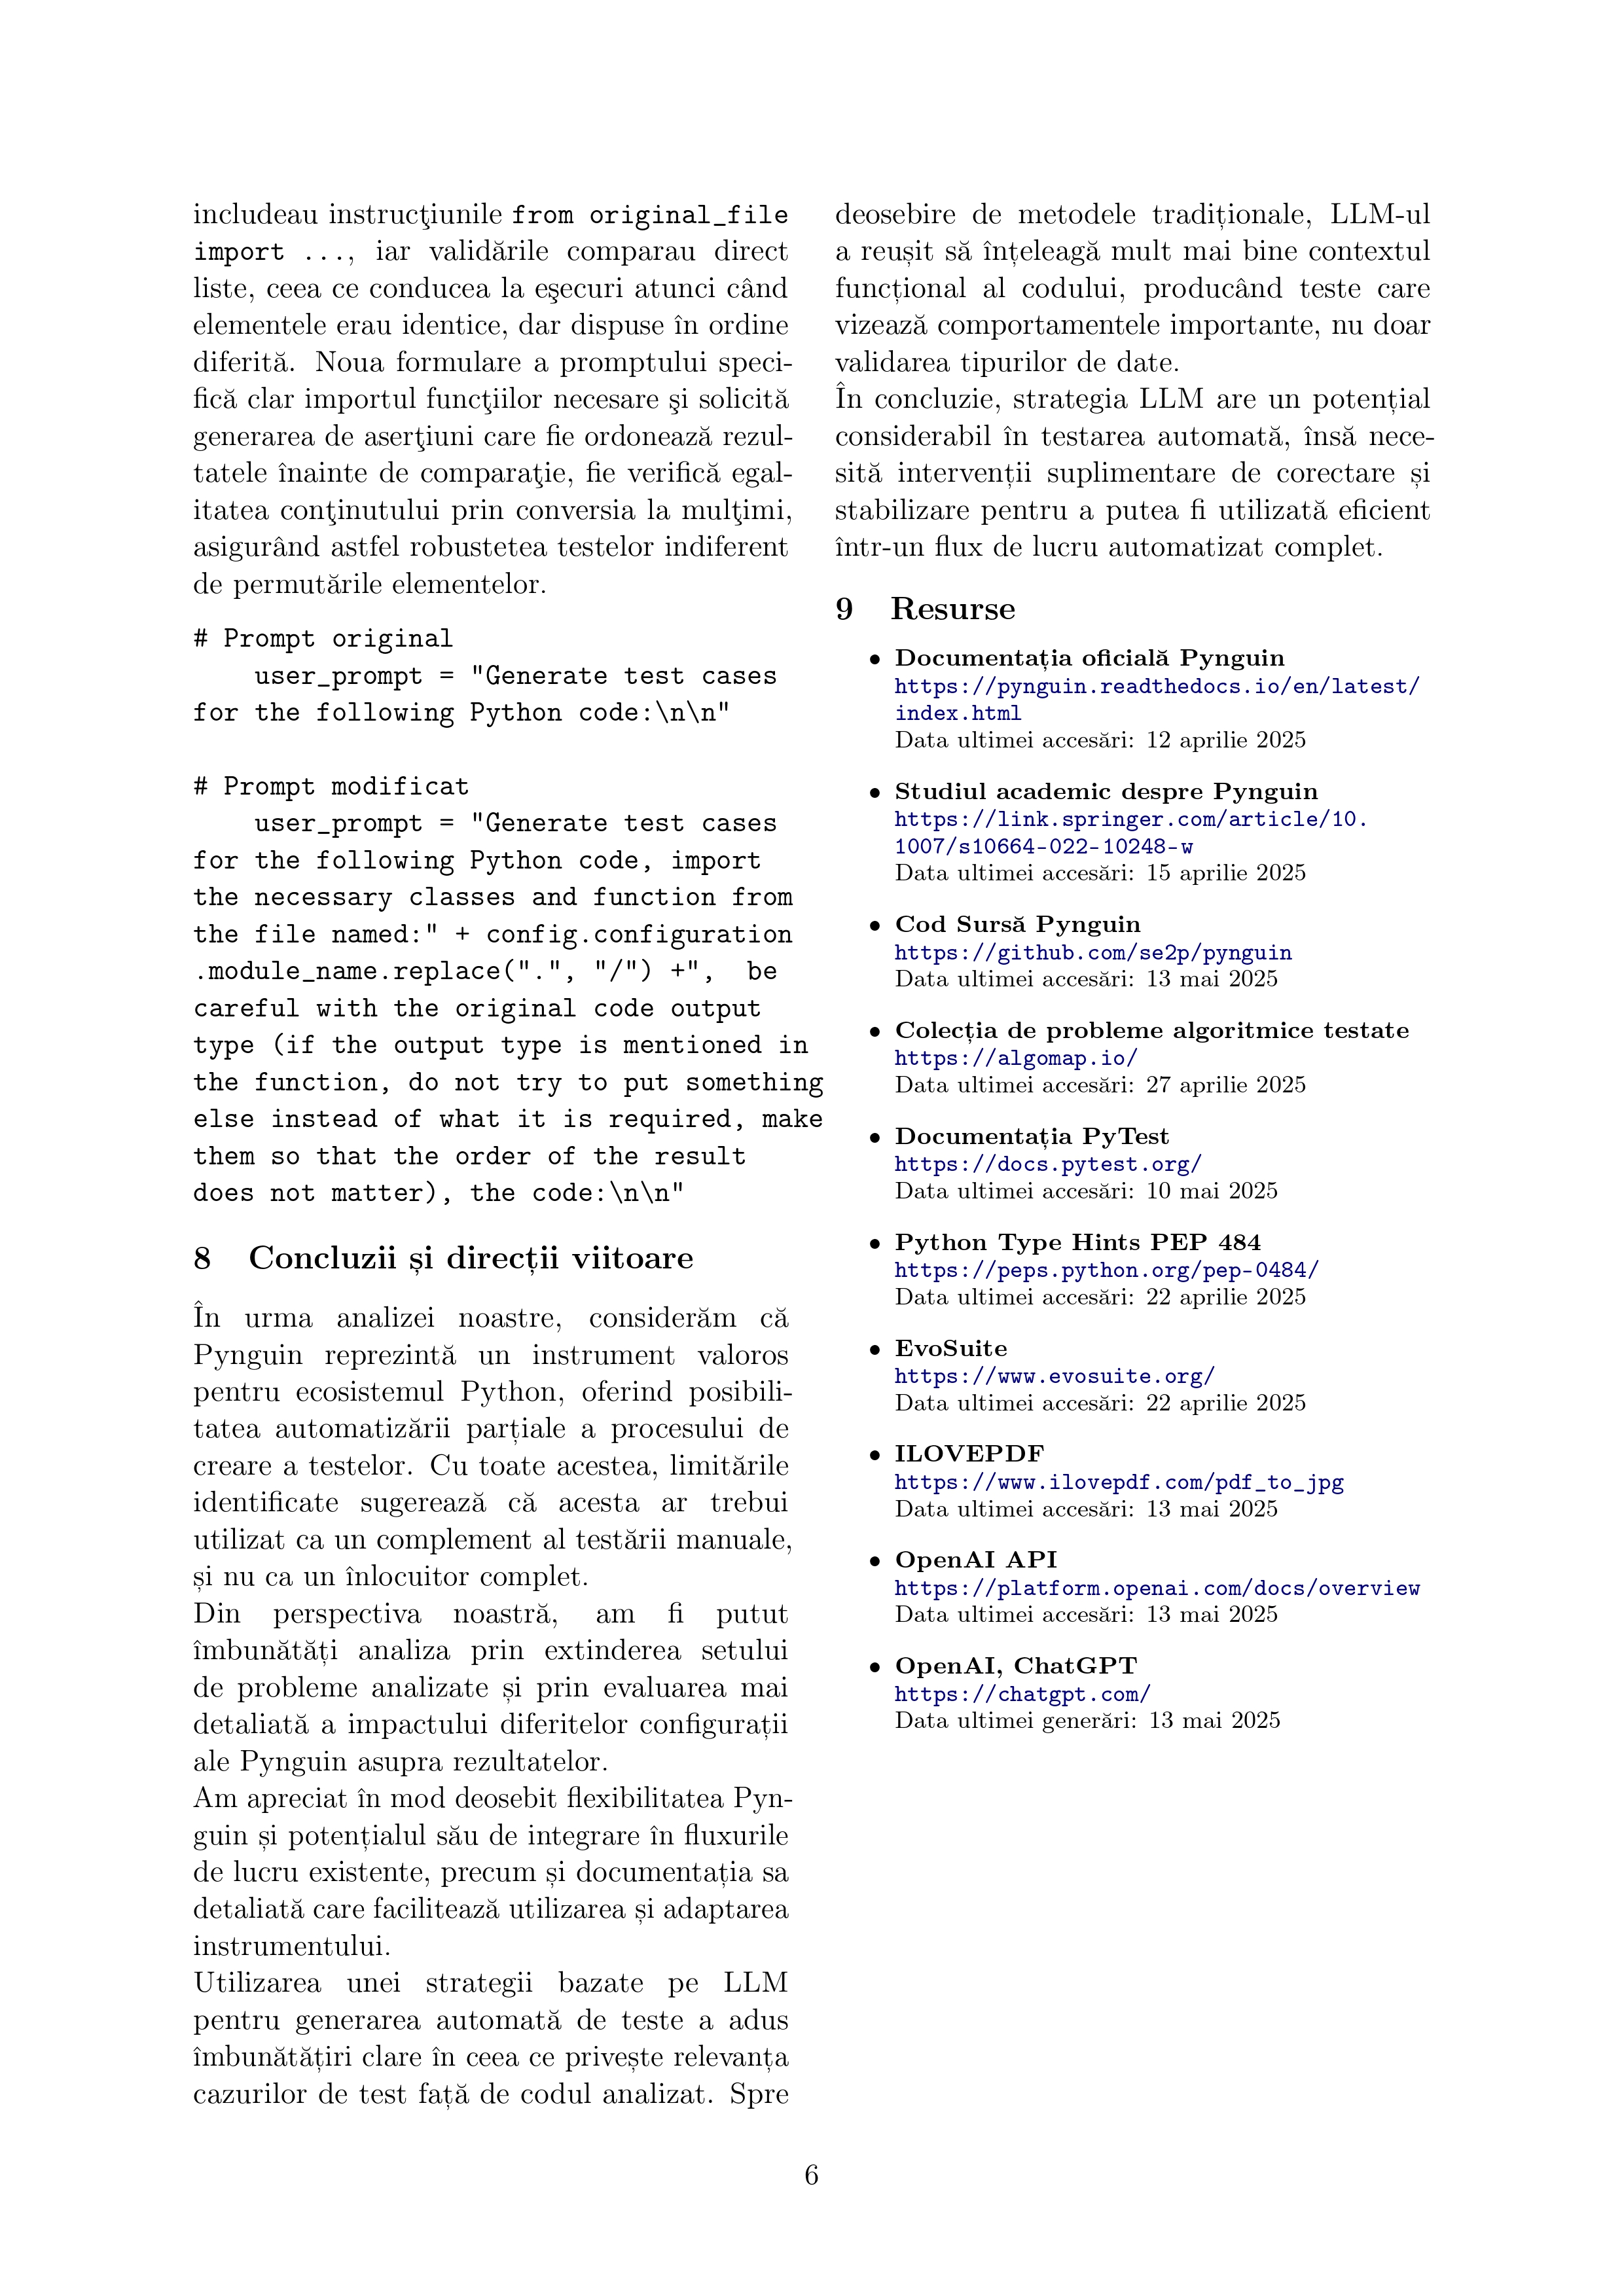 includeau instrucţiunile from original_file
import ..., iar validările comparau direct
liste, ceea ce conducea la eşecuri atunci când
elementele erau identice, dar dispuse în ordine
diferită. Noua formulare a promptului speci-
fică clar importul funcţiilor necesare şi solicită
generarea de aserţiuni care fie ordonează rezul-
tatele înainte de comparaţie, fie verifică egal-
itatea conţinutului prin conversia la mulţimi,
asigurând astfel robustetea testelor indiferent
de permutările elementelor.
# Prompt original
    user_prompt = "Generate test cases
for the following Python code:\n\n"
# Prompt modificat
    user_prompt = "Generate test cases
for the following Python code, import
the necessary classes and function from
the file named:" + config.configuration
.module_name.replace(".", "/") +",  be
careful with the original code output
type (if the output type is mentioned in
the function, do not try to put something
else instead of what it is required, make
them so that the order of the result
does not matter), the code:\n\n"
8 Concluzii și direcții viitoare
În urma analizei noastre, considerăm că
Pynguin reprezintă un instrument valoros
pentru ecosistemul Python, oferind posibili-
tatea automatizării parțiale a procesului de
creare a testelor. Cu toate acestea, limitările
identificate sugerează că acesta ar trebui
utilizat ca un complement al testării manuale,
și nu ca un înlocuitor complet.
Din perspectiva noastră, am fi putut
îmbunătăți analiza prin extinderea setului
de probleme analizate și prin evaluarea mai
detaliată a impactului diferitelor configurații
ale Pynguin asupra rezultatelor.
Am apreciat în mod deosebit flexibilitatea Pyn-
guin și potențialul său de integrare în fluxurile
de lucru existente, precum și documentația sa
detaliată care facilitează utilizarea și adaptarea
instrumentului.
Utilizarea unei strategii bazate pe LLM
pentru generarea automată de teste a adus
îmbunătățiri clare în ceea ce privește relevanța
cazurilor de test față de codul analizat. Spre
deosebire de metodele tradiționale, LLM-ul
a reușit să înțeleagă mult mai bine contextul
funcțional al codului, producând teste care
vizează comportamentele importante, nu doar
validarea tipurilor de date.
În concluzie, strategia LLM are un potențial
considerabil în testarea automată, însă nece-
sită intervenții suplimentare de corectare și
stabilizare pentru a putea fi utilizată eficient
într-un flux de lucru automatizat complet.
9 Resurse
• Documentația oficială Pynguin
https://pynguin.readthedocs.io/en/latest/
index.html
Data ultimei accesări: 12 aprilie 2025
• Studiul academic despre Pynguin
https://link.springer.com/article/10.
1007/s10664-022-10248-w
Data ultimei accesări: 15 aprilie 2025
• Cod Sursă Pynguin
https://github.com/se2p/pynguin
Data ultimei accesări: 13 mai 2025
• Colecția de probleme algoritmice testate
https://algomap.io/
Data ultimei accesări: 27 aprilie 2025
• Documentația PyTest
https://docs.pytest.org/
Data ultimei accesări: 10 mai 2025
• Python Type Hints PEP 484
https://peps.python.org/pep-0484/
Data ultimei accesări: 22 aprilie 2025
• EvoSuite
https://www.evosuite.org/
Data ultimei accesări: 22 aprilie 2025
• ILOVEPDF
https://www.ilovepdf.com/pdf_to_jpg
Data ultimei accesări: 13 mai 2025
• OpenAI API
https://platform.openai.com/docs/overview
Data ultimei accesări: 13 mai 2025
• OpenAI, ChatGPT
https://chatgpt.com/
Data ultimei generări: 13 mai 2025
6